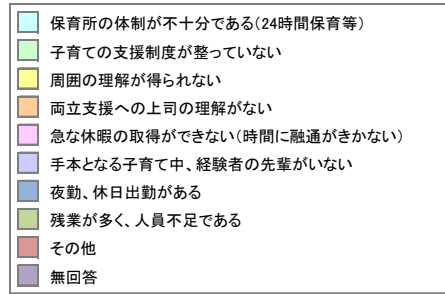 保育所の体制が不十分である(24時間保育等)
子育ての支援制度が整っていない
周囲の理解が得られない
両立支援への上司の理解がない
急な休暇の取得ができない(時間に融通がきかない)
手本となる子育て中、経験者の先輩がいない
夜勤、休日出勤がある
残業が多く、人員不足である
その他
無回答